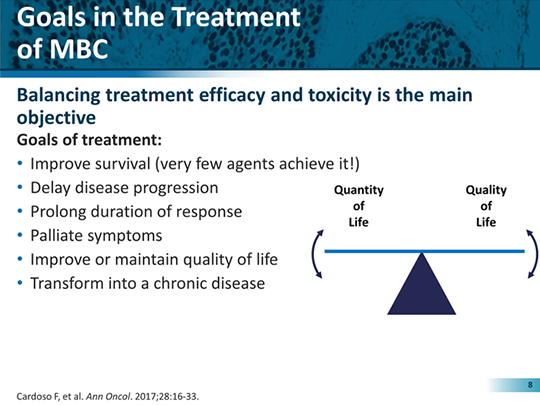 Goals in the Treatment
of MBC
Balancing treatment efficacy and toxicity is the main
objective
Goals of treatment:
• Improve survival (very few agents achieve it!)
• Delay disease progression
• Prolong duration of response
• Palliate symptoms
• Improve or maintain quality of life
• Transform into a chronic disease
Quantity
of
Life
Quality
of
Life
8
Cardoso F, et al. Ann Oncol. 2017;28:16-33.